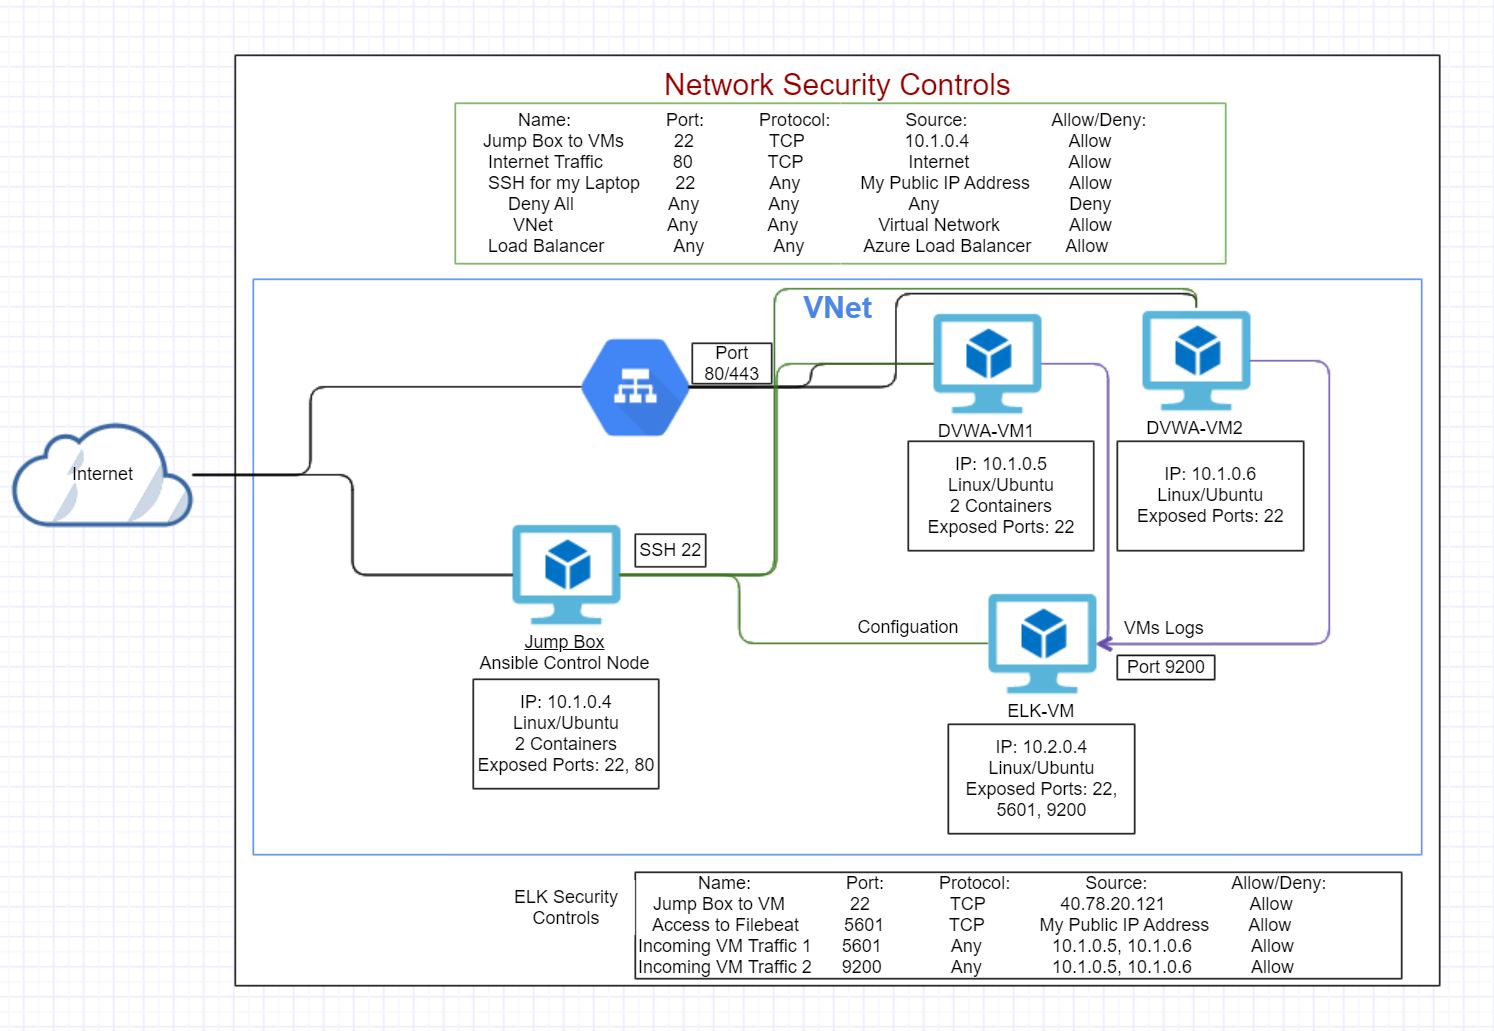 Network Security Controls
Name: Port: Protocol: Source: Allow/Deny:
Jump Box to VMs 22 TCP 10.1.0.4 Allow
Internet Traffic 80 TCP Internet Allow
SSH for my Laptop 22 Any My Public IP Address Allow
Deny All Any Any Any Deny
VNet Any Any Virtual Network Allow
Load Balancer Any Any Azure Load Balancer Allow
VNet
Port
80/443
DVWA-VM1
IP: 10.1.0.5
Linux/Ubuntu
2 Containers
Exposed Ports: 22
DVWA-VM2
IP: 10.1.0.6
Linux/Ubuntu
Exposed Ports: 22
Internet
SSH 22
Jump Box
Ansible Control Node
IP: 10.1.0.4
Linux/Ubuntu
2 Containers
Exposed Ports: 22, 80
Configuation
VMs Logs
Port 9200
ELK-VM
IP: 10.2.0.4
Linux/Ubuntu
Exposed Ports: 22,
5601, 9200
ELK Security
Controls
Name: Port: Protocol: Source: Allow/Deny:
Jump Box to VM 22 TCP 40.78.20.121 Allow
Access to Filebeat 5601 TCP My Public IP Address Allow
Incoming VM Traffic 1 5601 Any 10.1.0.5, 10.1.0.6 Allow
Incoming VM Traffic 2 9200 Any 10.1.0.5, 10.1.0.6 Allow